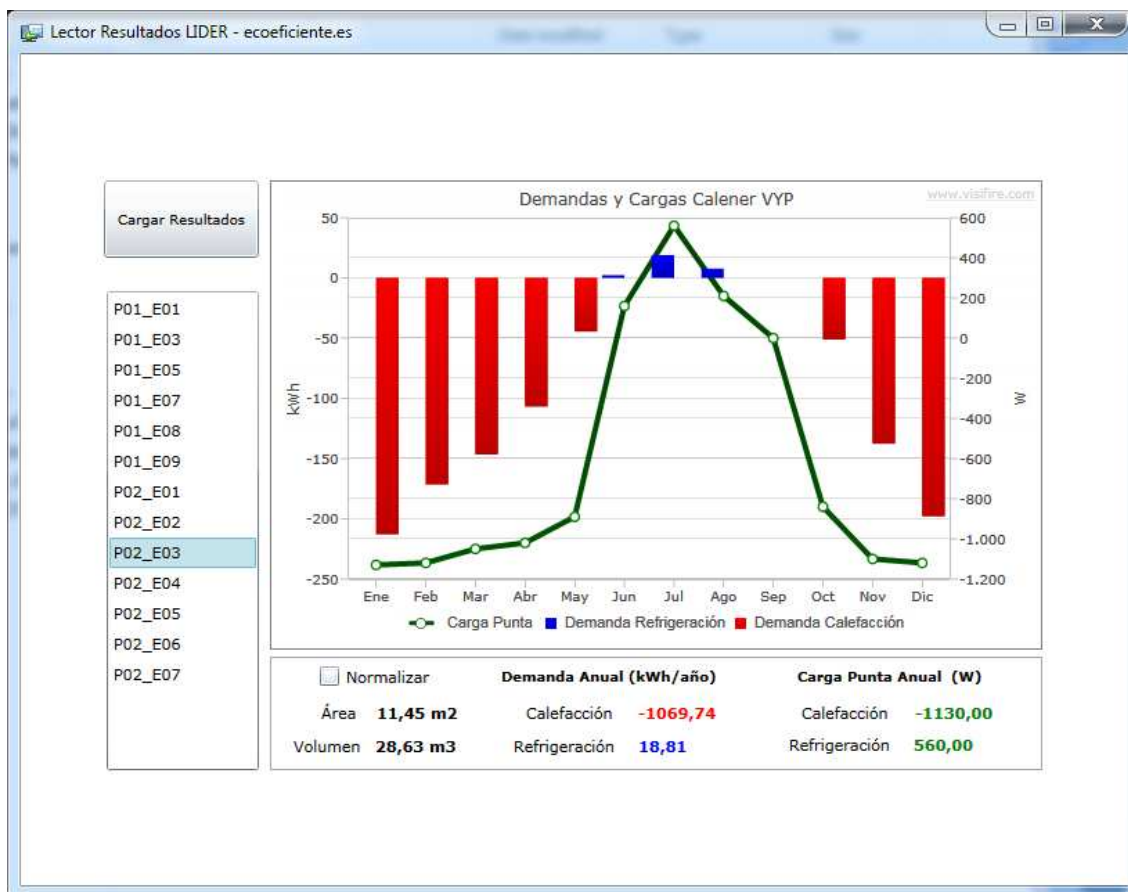 Lector Resultados LIDER - ecoeficiente.es
Cargar Resultados
P01_E01
P01_E03
P01_E05
P01_E07
P01_E08
P01_E09
P02_E01
P02_E02
P02_E03
P02_E04
P02_E05
P02_E06
P02_E07
www.visifire.com
Demandas y Cargas Calener VYP
50
0
-50
-100
-150
-200
-250
kWh
600
400
200
0
-200
-400
-600
-800
-1.000
-1.200
W
Ene Feb Mar Abr May Jun Jul Ago Sep Oct Nov Dic
Carga Punta Demanda Refrigeración Demanda Calefacción
Normalizar Demanda Anual (kWh/año) Carga Punta Anual (W)
Área 11,45 m2 Calefacción -1069,74 Calefacción -1130,00
Volumen 28,63 m3 Refrigeración 18,81 Refrigeración 560,00